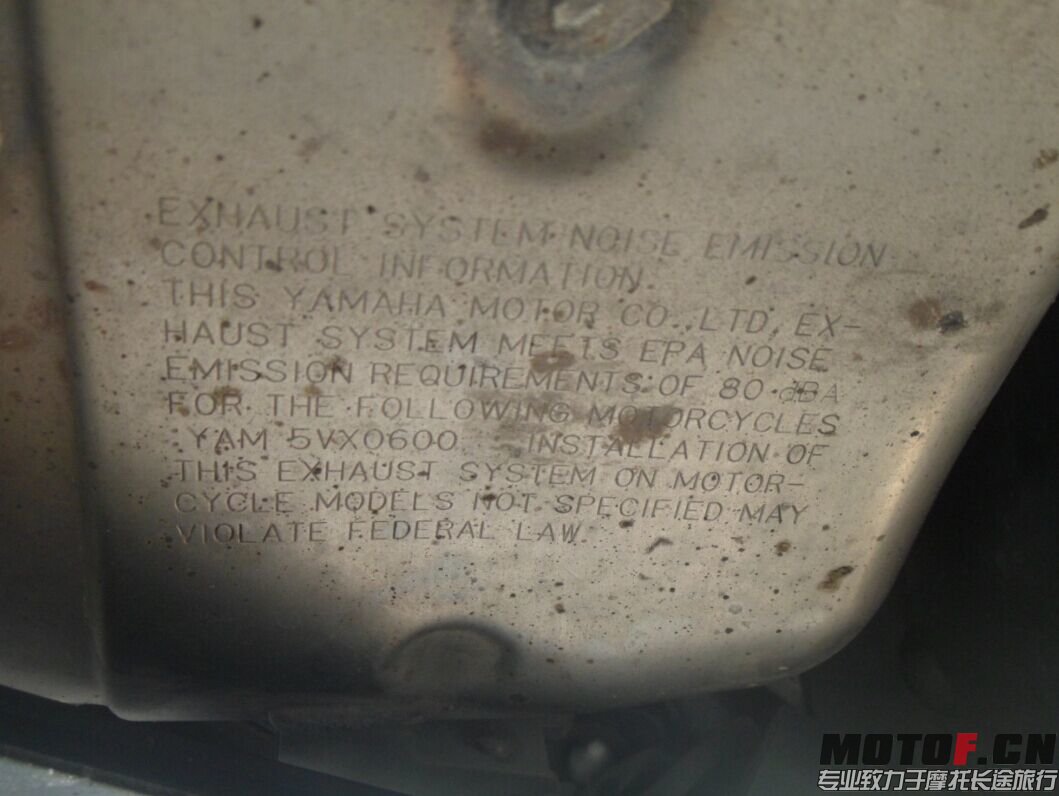 EXHAUST SYSTEM NOISE EMISSION
CONTROL INFORMATION.
THIS YAMAHA MOTOR CO.,LTD. EX-
HAUST SYSTEM MEETS EPA NOISE
EMISSION REQUIREMENTS OF 80 dBA
FOR THE FOLLOWING MOTORCYCLES
YAM 5VX0600 INSTALLATION OF
THIS EXHAUST SYSTEM ON MOTOR-
CYCLE MODELS NOT SPECIFIED MAY
VIOLATE FEDERAL LAW.
MOTOF.CN
专业致力于摩托长途旅行